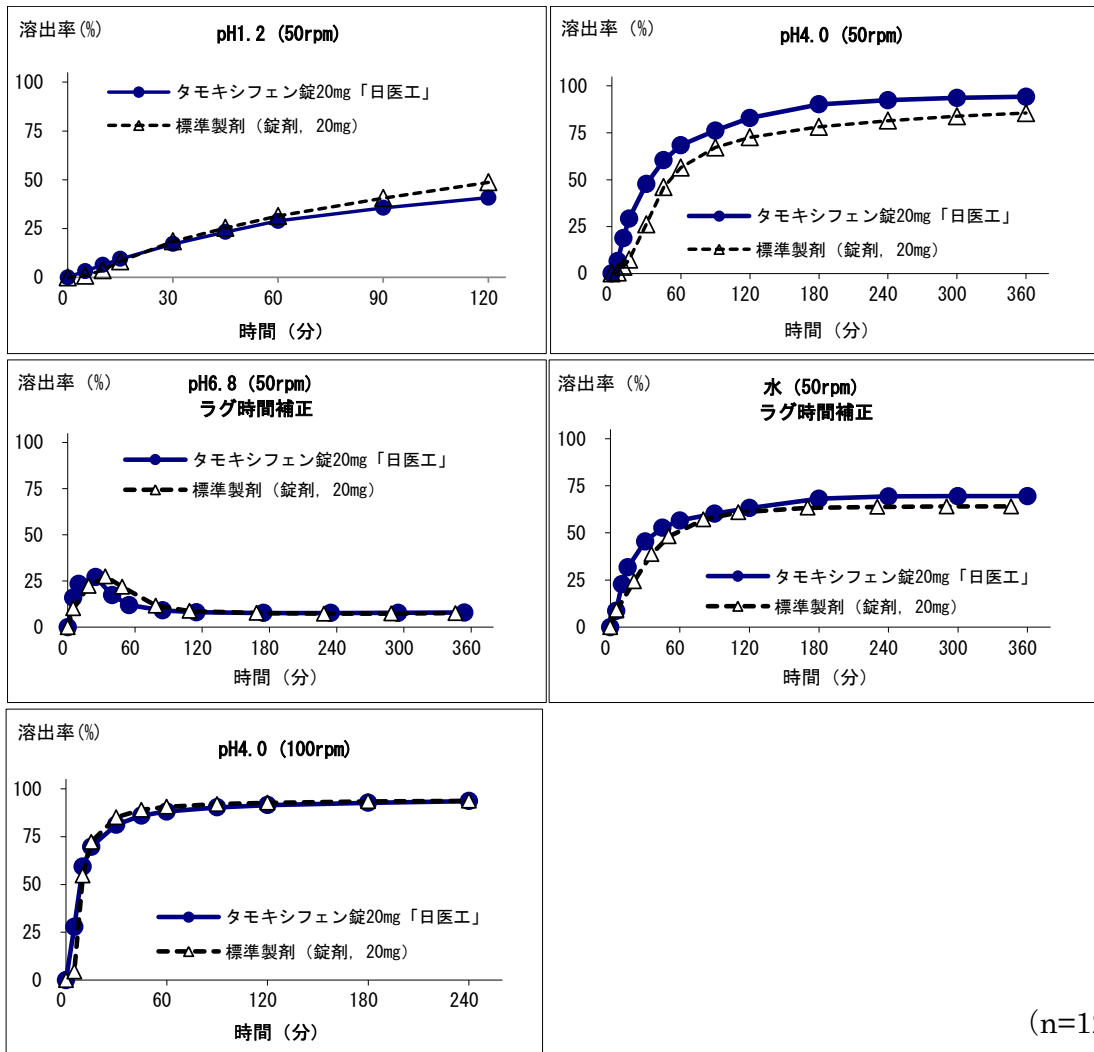 溶出率(%)
pH1.2 (50rpm)
100
75
50
25
0
タモキシフェン錠20mg「日医工」
標準製剤（錠剤, 20mg）
0 30 60 90 120
時間（分）
溶出率(%)
pH4.0 (50rpm)
100
75
50
25
0
タモキシフェン錠20mg「日医工」
標準製剤（錠剤, 20mg）
0 60 120 180 240 300 360
時間（分）
溶出率(%)
pH6.8 (50rpm)
ラグ時間補正
100
75
50
25
0
タモキシフェン錠20mg「日医工」
標準製剤（錠剤, 20mg）
0 60 120 180 240 300 360
時間（分）
溶出率(%)
水 (50rpm)
ラグ時間補正
100
75
50
25
0
タモキシフェン錠20mg「日医工」
標準製剤（錠剤, 20mg）
0 60 120 180 240 300 360
時間（分）
溶出率(%)
pH4.0 (100rpm)
100
75
50
25
0
タモキシフェン錠20mg「日医工」
標準製剤（錠剤, 20mg）
0 60 120 180 240
時間（分）